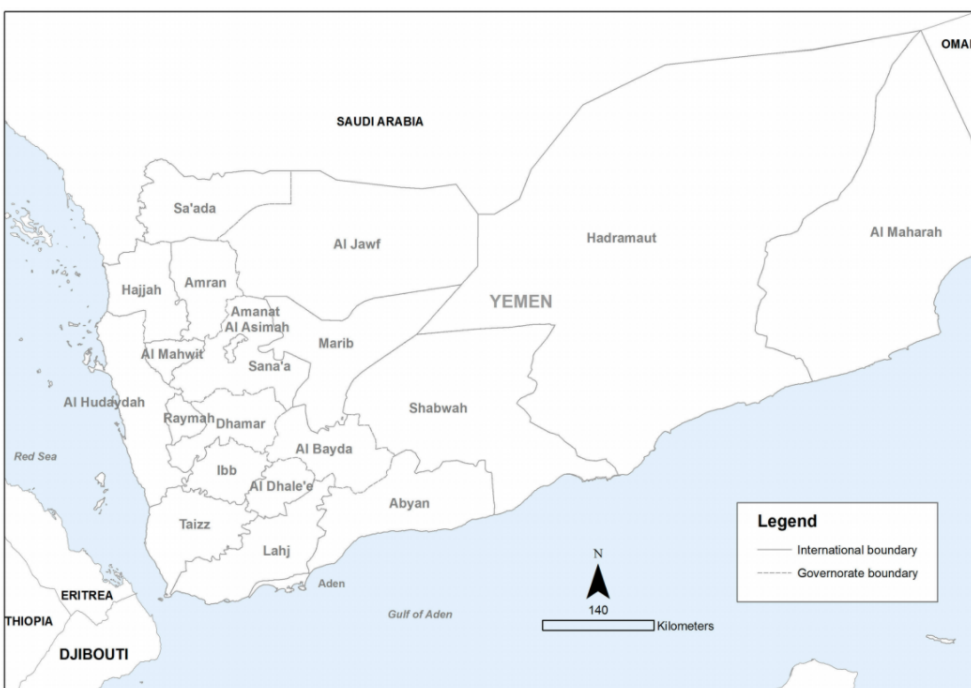 OMAN
SAUDI ARABIA
Sa'ada
Al Jawf
Hadramaut
Al Maharah
Hajjah
Amran
YEMEN
Amanat
Al Asimah
Marib
Al Mahwit
Sana'a
Al Hudaydah
Raymah
Dhamar
Shabwah
Al Bayda
Red Sea
Ibb
Al Dhale'e
Abyan
Taizz
Lahj
Aden
Gulf of Aden
ERITREA
THIOPIA
DJIBOUTI
N
140
Kilometers
Legend
International boundary
Governorate boundary